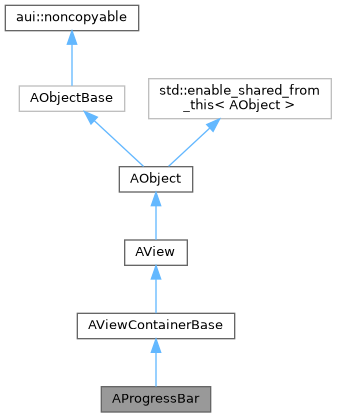 aui::noncopyable
AObjectBase
std::enable_shared_from
_this< AObject >
AObject
AView
AViewContainerBase
AProgressBar